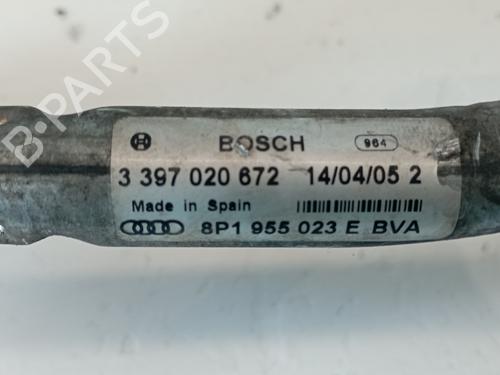 BOSCH 964
3 397 020 672 14/04/05 2
Made in Spain
8P1 955 023 E BVA
B-PARTS